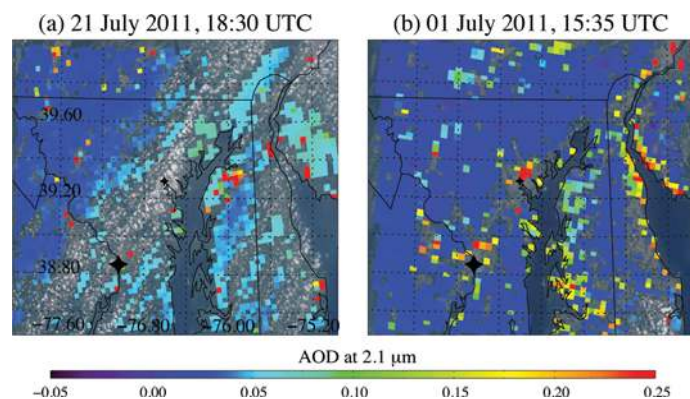 (a) 21 July 2011, 18:30 UTC
(b) 01 July 2011, 15:35 UTC
39.60
39.20
38.80
−77.60 −76.80 −76.00 −75.20
AOD at 2.1 μm
−0.05 0.00 0.05 0.10 0.15 0.20 0.25